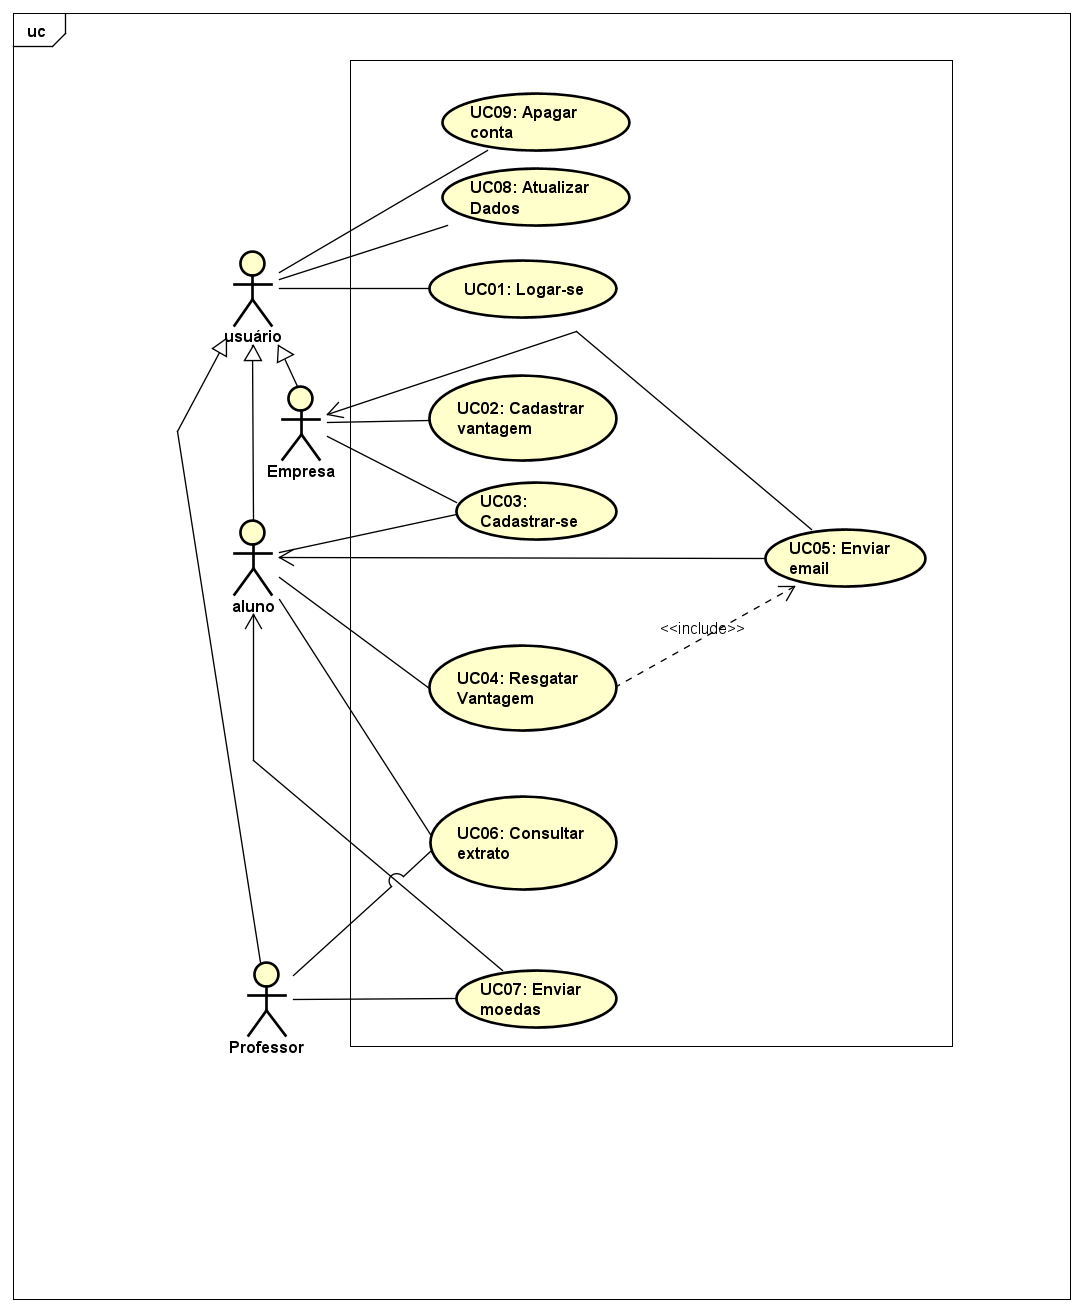 uc
UC09: Apagar
conta
UC08: Atualizar
Dados
usuário
UC01: Logar-se
Empresa
UC02: Cadastrar
vantagem
UC03:
Cadastrar-se
aluno
UC05: Enviar
email
<<include>>
UC04: Resgatar
Vantagem
UC06: Consultar
extrato
Professor
UC07: Enviar
moedas